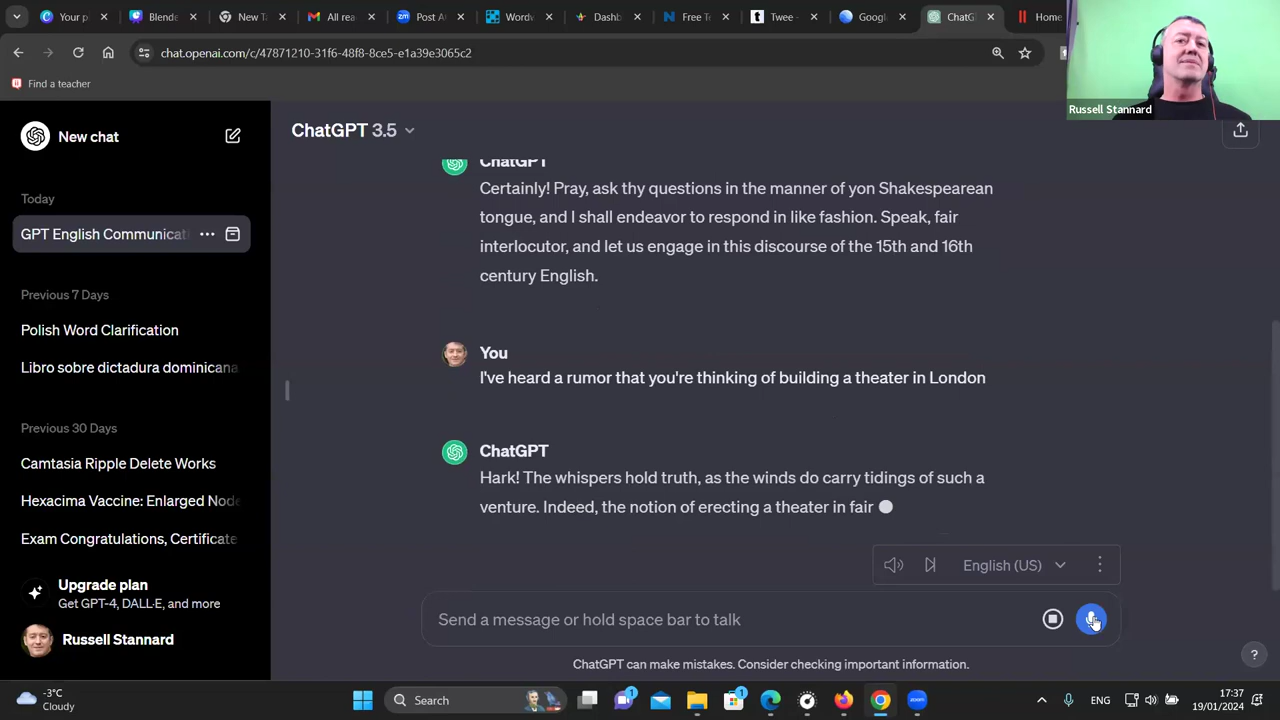 Your p
Blende
New T
All rea
Post A
Wordw
Dashb
Free Te
Twee -
Google
ChatG
Home
chat.openai.com/c/47871210-31f6-48f8-8ce5-e1a39e3065c2
Find a teacher
Russell Stannard
New chat
Today
GPT English Communicati
Previous 7 Days
Polish Word Clarification
Libro sobre dictadura dominicana
Previous 30 Days
Camtasia Ripple Delete Works
Hexacima Vaccine: Enlarged Node
Exam Congratulations, Certificate
Upgrade plan
Get GPT-4, DALL·E, and more
Russell Stannard
ChatGPT 3.5
ChatGPT
Certainly! Pray, ask thy questions in the manner of yon Shakespearean
tongue, and I shall endeavor to respond in like fashion. Speak, fair
interlocutor, and let us engage in this discourse of the 15th and 16th
century English.
You
I've heard a rumor that you're thinking of building a theater in London
ChatGPT
Hark! The whispers hold truth, as the winds do carry tidings of such a
venture. Indeed, the notion of erecting a theater in fair
English (US)
Send a message or hold space bar to talk
ChatGPT can make mistakes. Consider checking important information.
?
-3°C
Cloudy
Search
1
1
ENG
17:37
19/01/2024